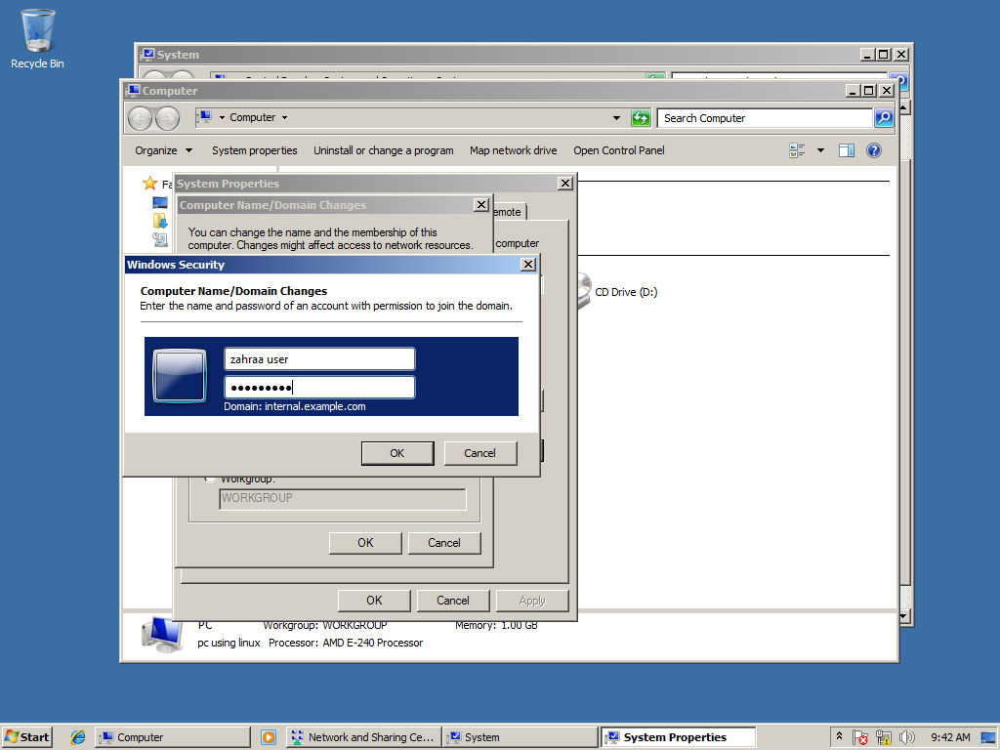 Recycle Bin
System
Computer
Computer
Search Computer
Organize
System properties
Uninstall or change a program
Map network drive
Open Control Panel
System Properties
Computer Name/Domain Changes
emote
You can change the name and the membership of this
computer. Changes might affect access to network resources.
computer
Windows Security
Computer Name/Domain Changes
Enter the name and password of an account with permission to join the domain.
CD Drive (D:)
zahraa user
●●●●●●●●●
Domain: internal.example.com
OK Cancel
Workgroup:
WORKGROUP
OK Cancel
OK Cancel Apply
PC Workgroup: WORKGROUP Memory: 1.00 GB
pc using linux Processor: AMD E-240 Processor
Start Computer Network and Sharing Ce... System System Properties 9:42 AM